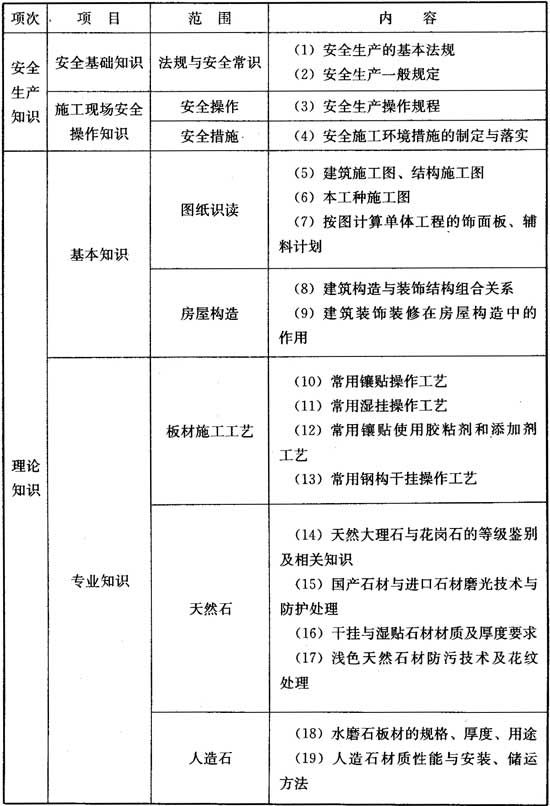 项次 项 目 范 围 内 容
安全生产知识
安全基础知识
法规与安全常识
（1）安全生产的基本法规
（2）安全生产一般规定
施工现场安全操作知识
安全操作
（3）安全生产操作规程
安全措施
（4）安全施工环境措施的制定与落实
理论知识
基本知识
图纸识读
（5）建筑施工图、结构施工图
（6）本工种施工图
（7）按图计算单体工程的饰面板、辅
料计划
房屋构造
（8）建筑构造与装饰结构组合关系
（9）建筑装饰装修在房屋构造中的
作用
专业知识
板材施工工艺
（10）常用镶贴操作工艺
（11）常用湿挂操作工艺
（12）常用镶贴使用胶粘剂和添加剂
工艺
（13）常用钢构干挂操作工艺
天然石
（14）天然大理石与花岗石的等级鉴别
及相关知识
（15）国产石材与进口石材磨光技术与
防护处理
（16）干挂与湿贴石材材质及厚度要求
（17）浅色天然石材防污技术及花纹
处理
人造石
（18）水磨石板材的规格、厚度、用途
（19）人造石材质性能与安装、储运
方法